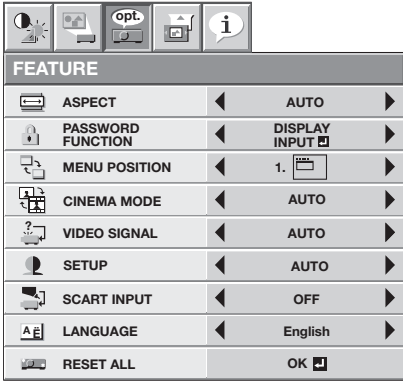 opt.
i
FEATURE
ASPECT AUTO
PASSWORD FUNCTION DISPLAY INPUT
MENU POSITION 1.
CINEMA MODE AUTO
VIDEO SIGNAL AUTO
SETUP AUTO
SCART INPUT OFF
A Ë LANGUAGE English
RESET ALL OK